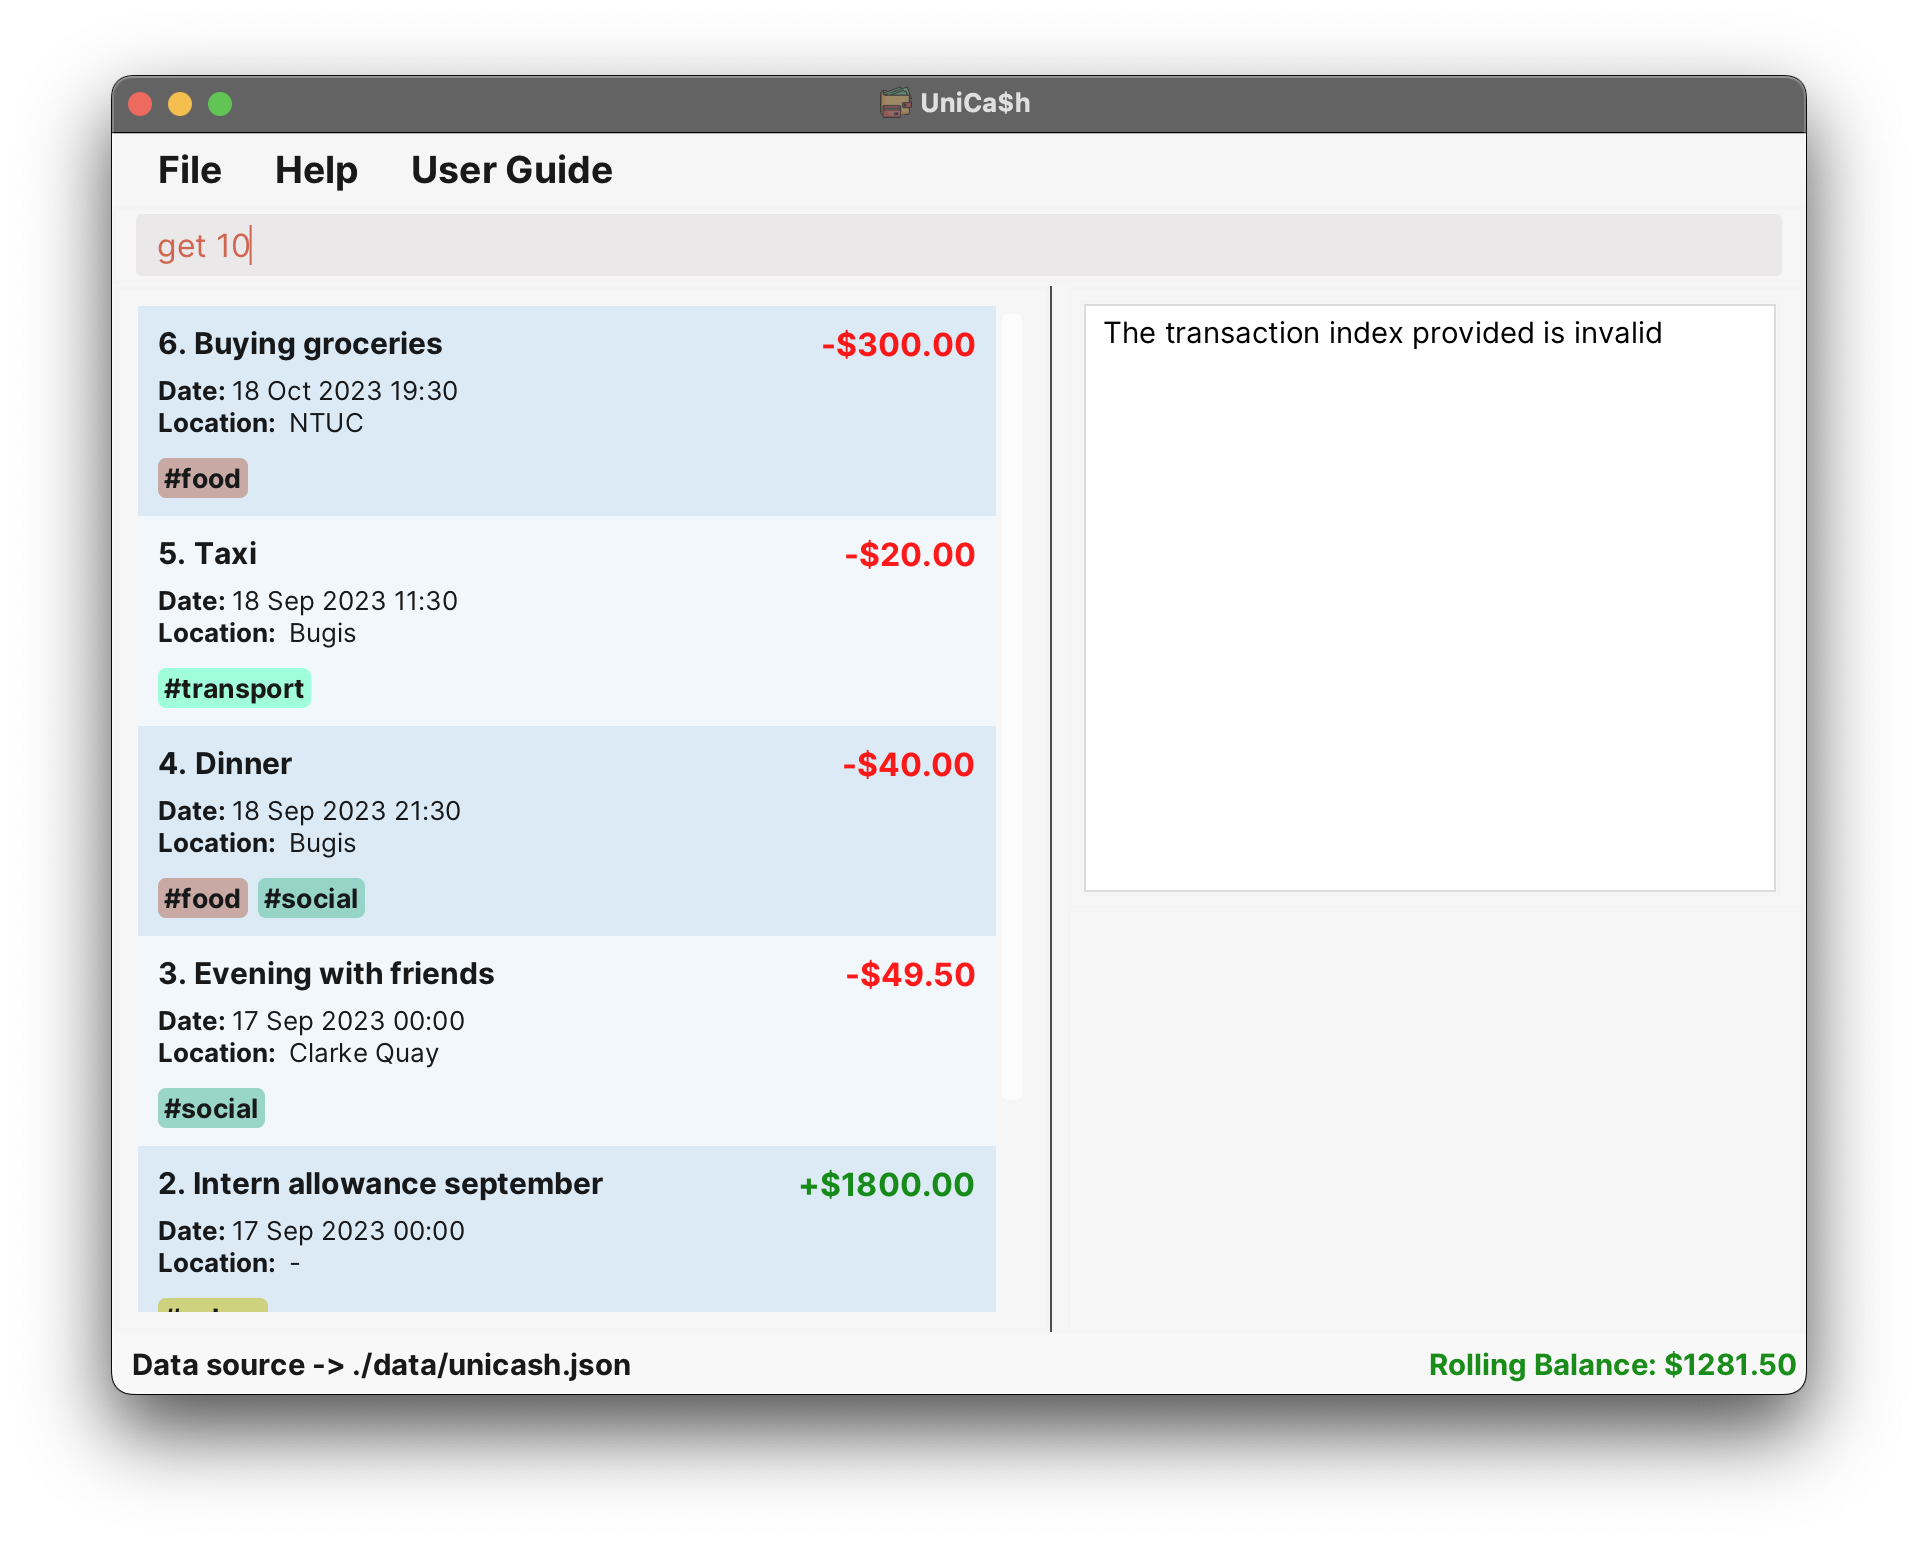 UniCa$h
File Help User Guide
get 10
6. Buying groceries -$300.00
Date: 18 Oct 2023 19:30
Location: NTUC
#food
5. Taxi -$20.00
Date: 18 Sep 2023 11:30
Location: Bugis
#transport
4. Dinner -$40.00
Date: 18 Sep 2023 21:30
Location: Bugis
#food #social
3. Evening with friends -$49.50
Date: 17 Sep 2023 00:00
Location: Clarke Quay
#social
2. Intern allowance september +$1800.00
Date: 17 Sep 2023 00:00
Location: -
The transaction index provided is invalid
Data source -> ./data/unicash.json
Rolling Balance: $1281.50